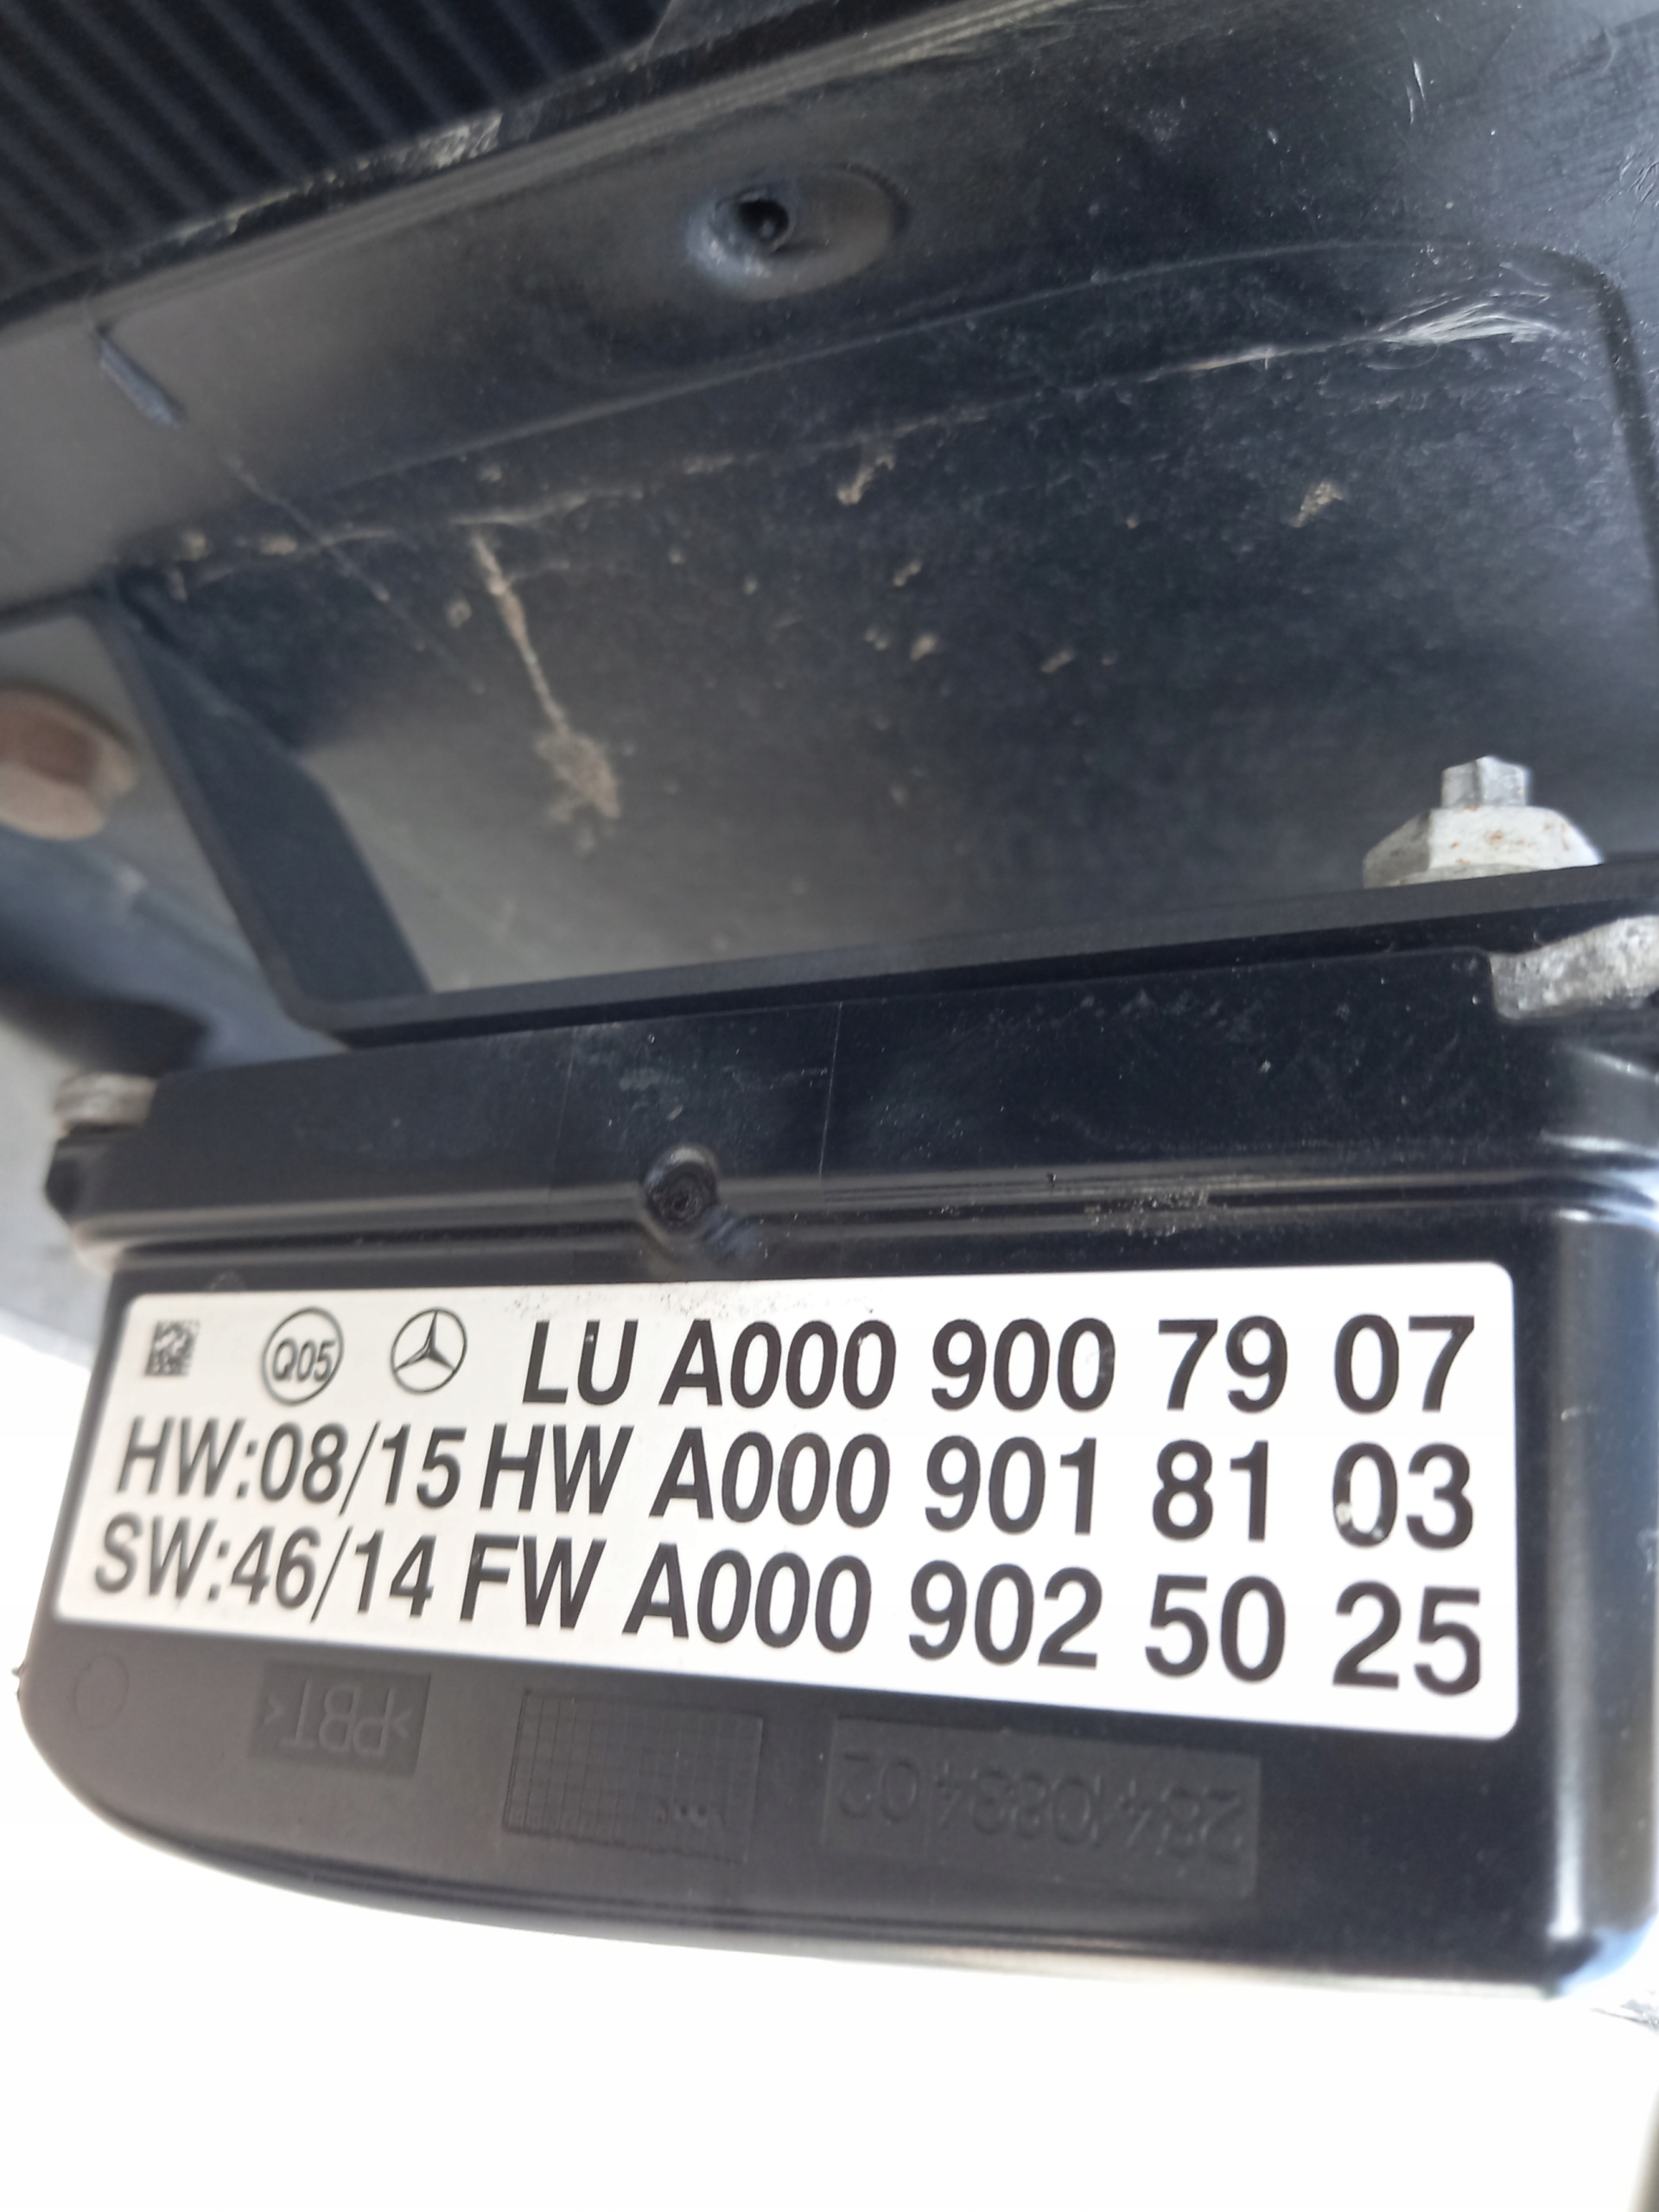 Q05 LU A000 900 79 07
HW:08/15 HW A000 901 81 03
SW:46/14 FW A000 902 50 25
>PBT<